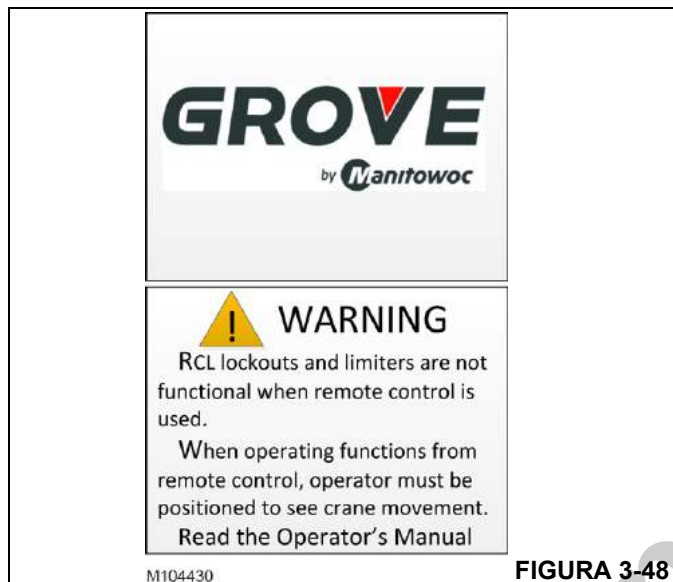 GROVE
by Manitowoc
! WARNING
RCL lockouts and limiters are not
functional when remote control is
used.
When operating functions from
remote control, operator must be
positioned to see crane movement.
Read the Operator's Manual
M104430
FIGURA 3-48